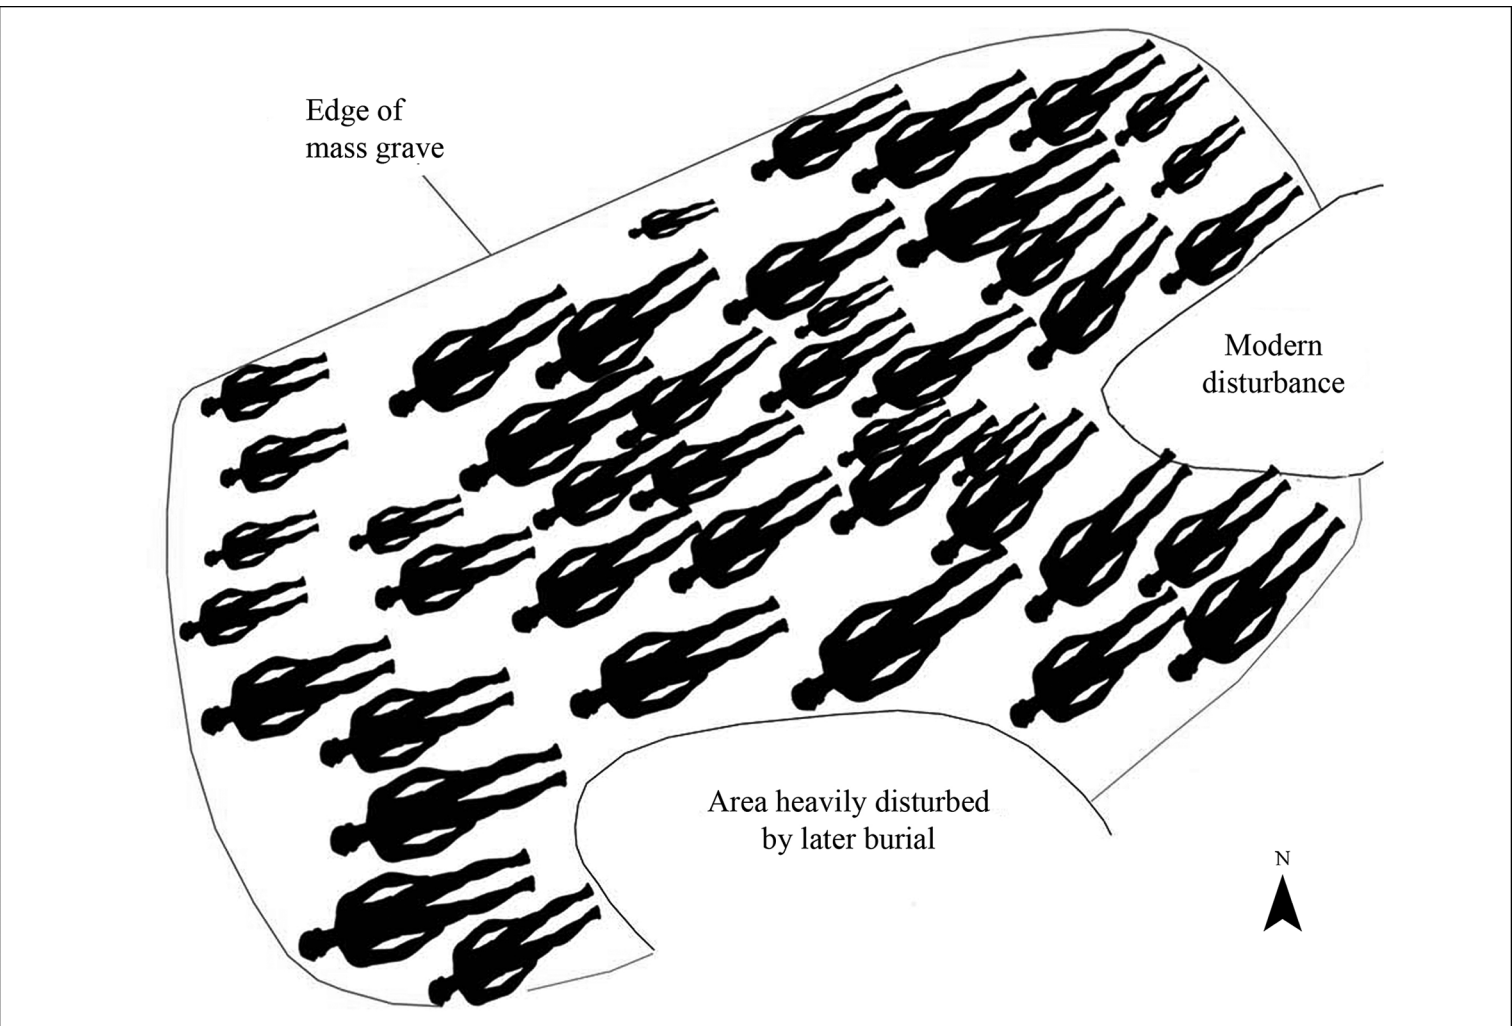 Edge of
mass grave
Modern
disturbance
Area heavily disturbed
by later burial
N